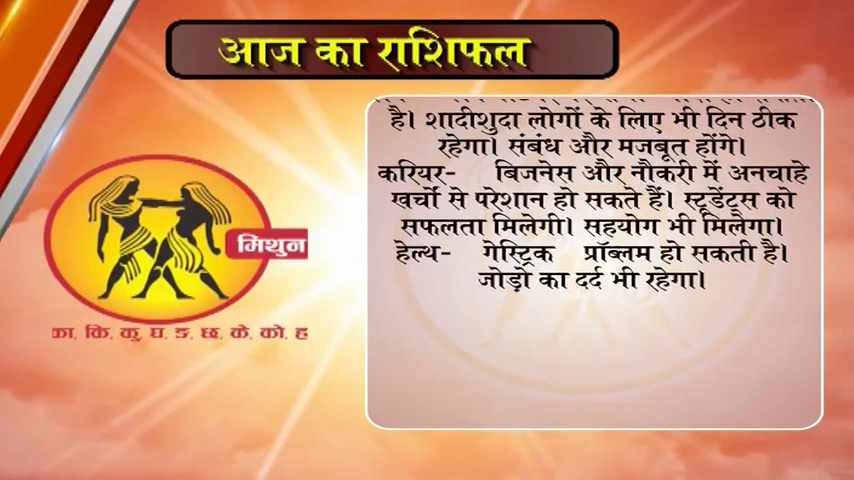 आज का राशिफल
है। शादीशुदा लोगों के लिए भी दिन ठीक
रहेगा। संबंध और मजबूत होंगे।
करियर- बिजनेस और नौकरी में अनचाहे
खर्चो से परेशान हो सकते हैं। स्टूडेंट्स को
सफलता मिलेगी। सहयोग भी मिलेगा।
हेल्थ- गेस्ट्रिक प्रॉब्लम हो सकती है।
जोड़ो का दर्द भी रहेगा।
मिथुन
का, कि, कु, घ, ङ, छ, के, को, ह